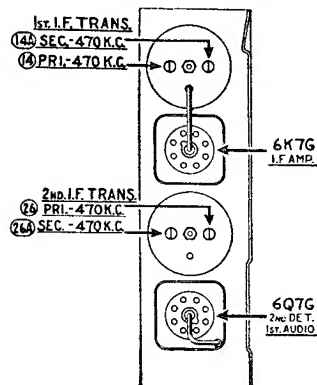 1ST. I.F. TRANS.
14A SEC.-470 K.C.
14 PRI.-470 K.C.
6K7G
I.F AMP.
2ND. I.F. TRANS.
26 PRI.-470 K.C.
26A SEC.-470 K.C.
6Q7G
2ND DET.
1ST. AUDIO